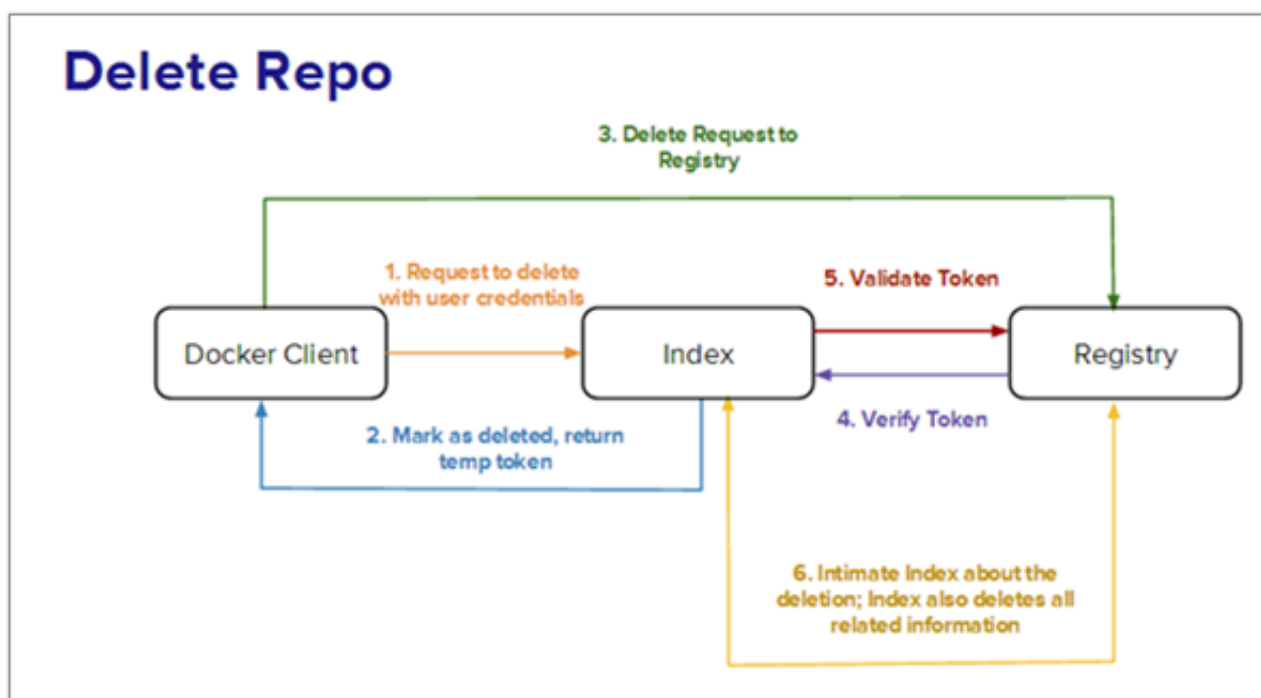 Delete Repo
3. Delete Request to
Registry
1. Request to delete
with user credentials
5. Validate Token
Docker Client
Index
Registry
2. Mark as deleted, return
temp token
4. Verify Token
6. Intimate Index about the
deletion; Index also deletes all
related information